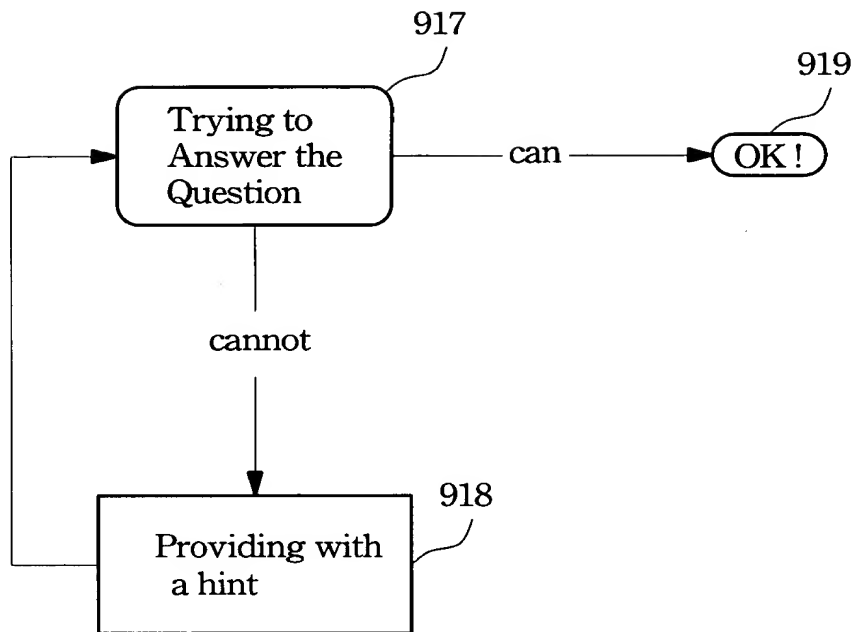 917
919
Trying to
Answer the
Question
can
OK !
cannot
918
Providing with
a hint